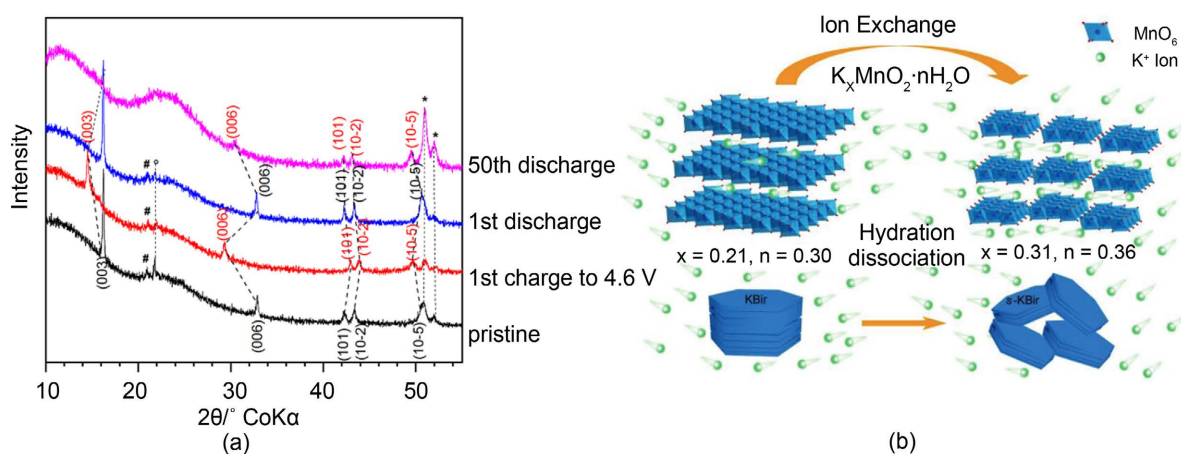 Intensity
(003)
(006)
(101)
(10-2)
(10-5)
*
*
50th discharge
#
°
(006)
(101)
(10-2)
(10-5)
1st discharge
#
(006)
(101)
(10-2)
(10-5)
1st charge to 4.6 V
(003)
#
(006)
(101)
(10-2)
(10-5)
pristine
10 20 30 40 50
2θ/° CoKα
(a)
Ion Exchange
KXMnO2·nH2O
MnO6
K+ Ion
Hydration
dissociation
x = 0.21, n = 0.30
x = 0.31, n = 0.36
KBir
s-KBir
(b)